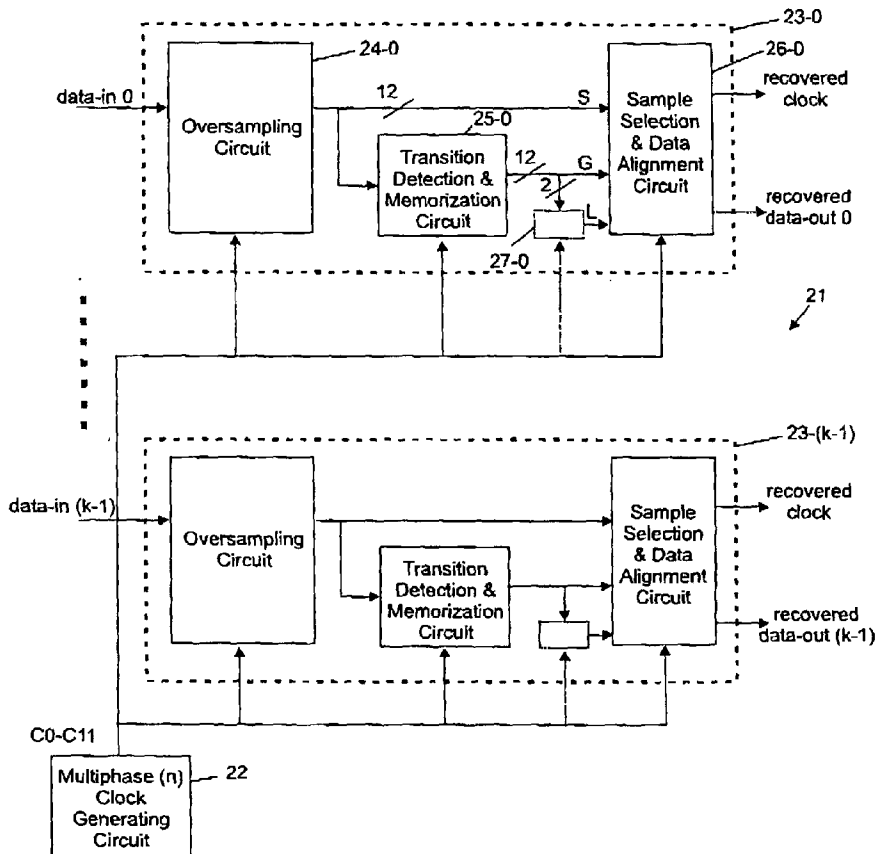 23-0
24-0
26-0
data-in 0
12
S
recovered
clock
Oversampling
Circuit
25-0
Sample
Selection
& Data
Alignment
Circuit
Transition
Detection &
Memorization
Circuit
12
G
2
L
recovered
data-out 0
27-0
21
23-(k-1)
data-in (k-1)
Oversampling
Circuit
Sample
Selection
& Data
Alignment
Circuit
recovered
clock
Transition
Detection &
Memorization
Circuit
recovered
data-out (k-1)
C0-C11
Multiphase (n)
Clock
Generating
Circuit
22